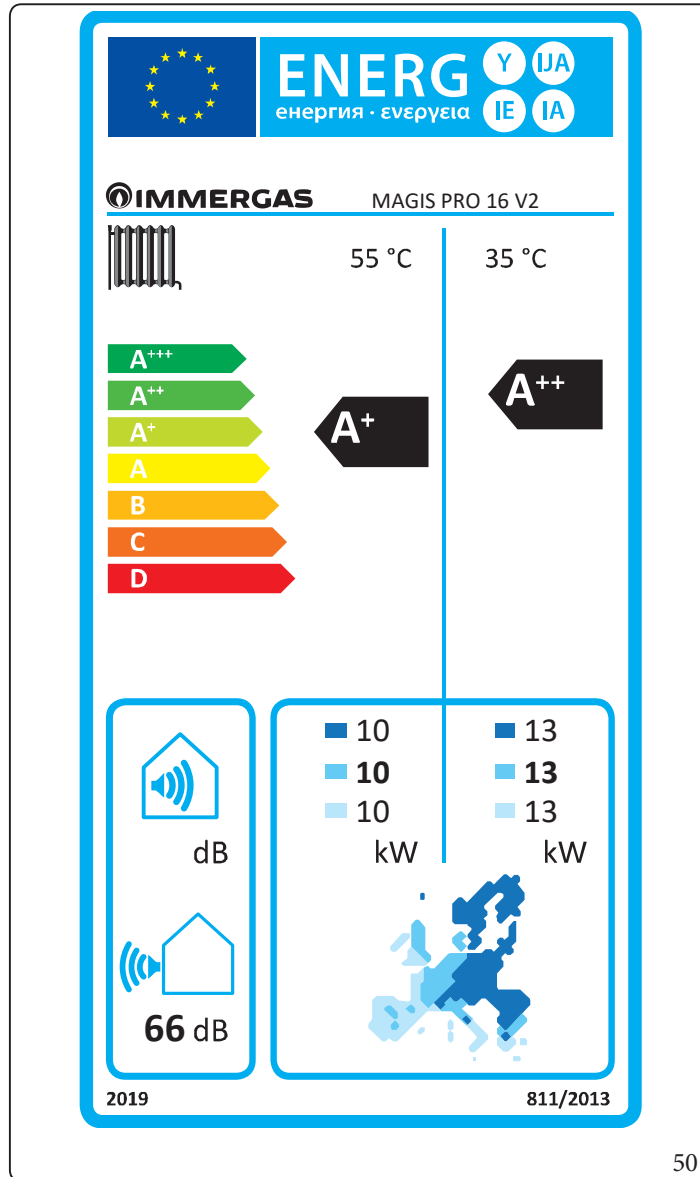 ENERG Y IJA
енергия · ενεργεια IE IA
IMMERGAS MAGIS PRO 16 V2
55 °C 35 °C
A+++
A++ A++
A+ A+
A
B
C
D
10 13
10 13
10 13
dB kW kW
66 dB
2019 811/2013
50